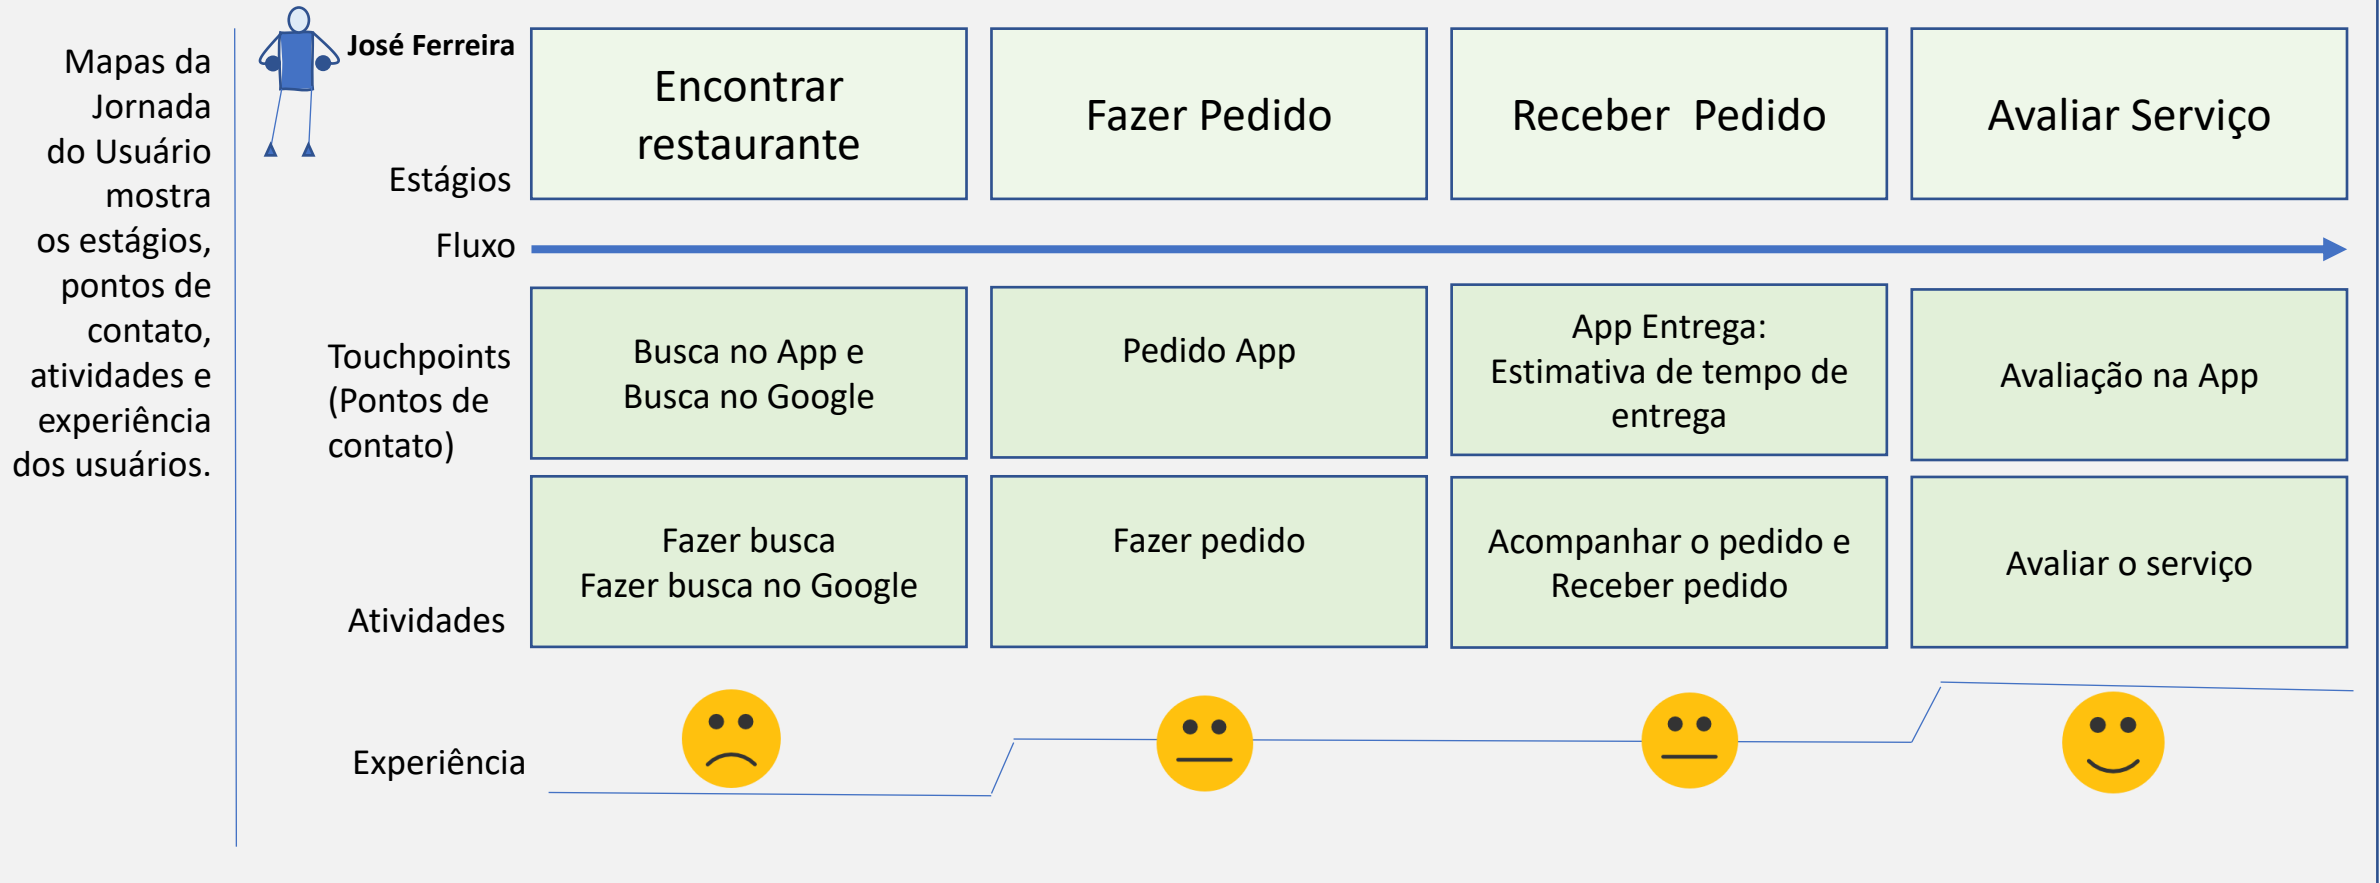 Mapas da
Jornada
do Usuário
mostra
os estágios,
pontos de
contato,
atividades e
experiência
dos usuários.
José Ferreira
Estágios
Encontrar
restaurante
Fazer Pedido
Receber Pedido
Avaliar Serviço
Fluxo
Touchpoints
(Pontos de
contato)
Busca no App e
Busca no Google
Pedido App
App Entrega:
Estimativa de tempo de
entrega
Avaliação na App
Atividades
Fazer busca
Fazer busca no Google
Fazer pedido
Acompanhar o pedido e
Receber pedido
Avaliar o serviço
Experiência